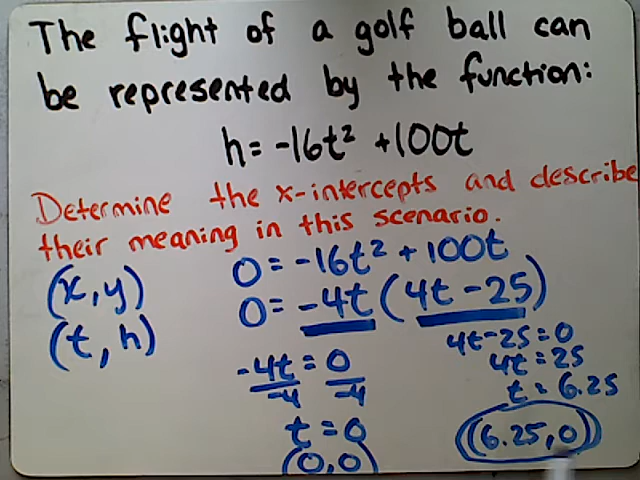 The flight of a golf ball can
be represented by the function:
h = -16t² + 100t
Determine the x-intercepts and describe
their meaning in this scenario.
0 = -16t² + 100t
(x, y)
0 = -4t (4t - 25)
(t, h)
4t - 25 = 0
-4t = 0
4t = 25
-4 -4
t = 6.25
t = 0
(6.25, 0)
(0, 0)